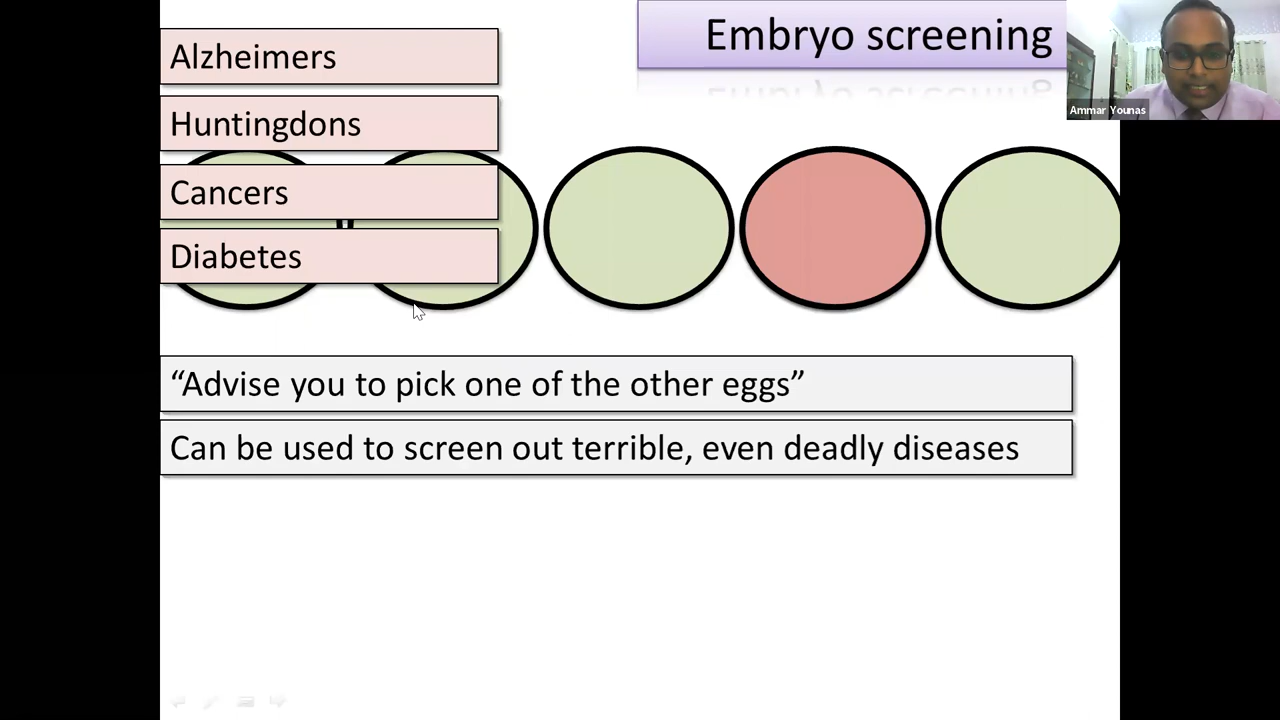 Embryo screening
Ammar Younas
Alzheimers
Huntingdons
Cancers
Diabetes
“Advise you to pick one of the other eggs”
Can be used to screen out terrible, even deadly diseases